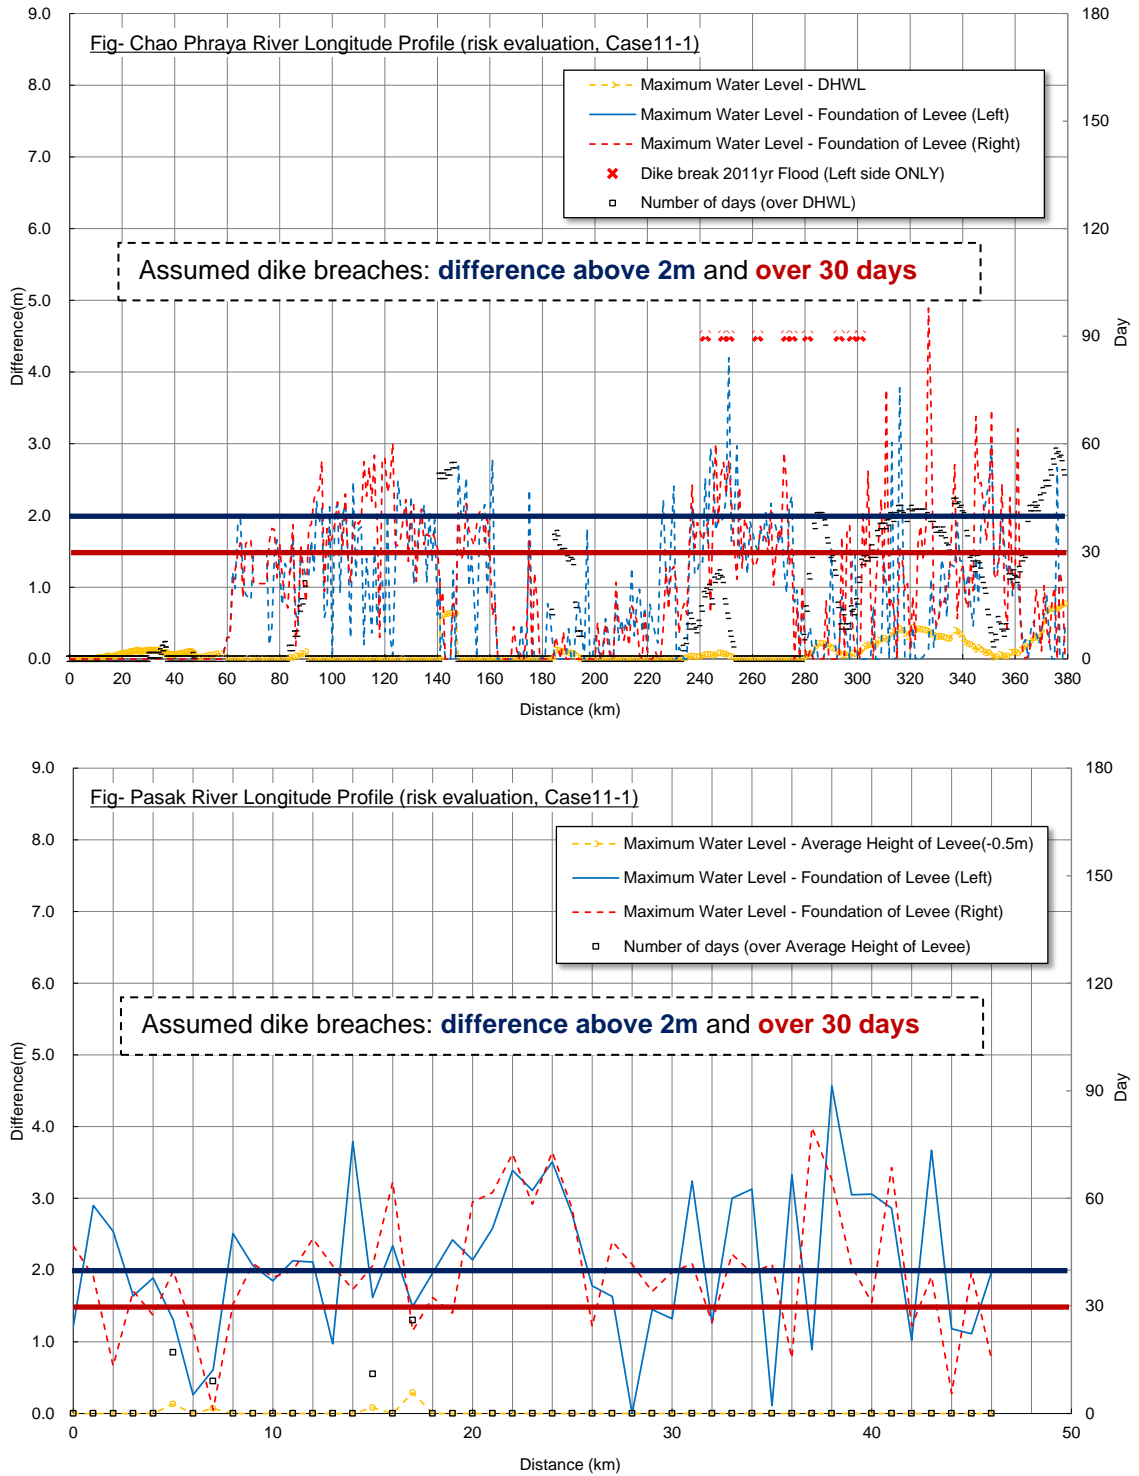 Fig- Chao Phraya River Longitude Profile (risk evaluation, Case11-1)
Maximum Water Level - DHWL
Maximum Water Level - Foundation of Levee (Left)
Maximum Water Level - Foundation of Levee (Right)
Dike break 2011yr Flood (Left side ONLY)
Number of days (over DHWL)
Assumed dike breaches: difference above 2m and over 30 days
9.0
8.0
7.0
6.0
5.0
4.0
3.0
2.0
1.0
0.0
Difference(m)
180
150
120
90
60
30
0
Day
0 20 40 60 80 100 120 140 160 180 200 220 240 260 280 300 320 340 360 380
Distance (km)
Fig- Pasak River Longitude Profile (risk evaluation, Case11-1)
Maximum Water Level - Average Height of Levee(-0.5m)
Maximum Water Level - Foundation of Levee (Left)
Maximum Water Level - Foundation of Levee (Right)
Number of days (over Average Height of Levee)
Assumed dike breaches: difference above 2m and over 30 days
9.0
8.0
7.0
6.0
5.0
4.0
3.0
2.0
1.0
0.0
Difference(m)
180
150
120
90
60
30
0
Day
0 10 20 30 40 50
Distance (km)